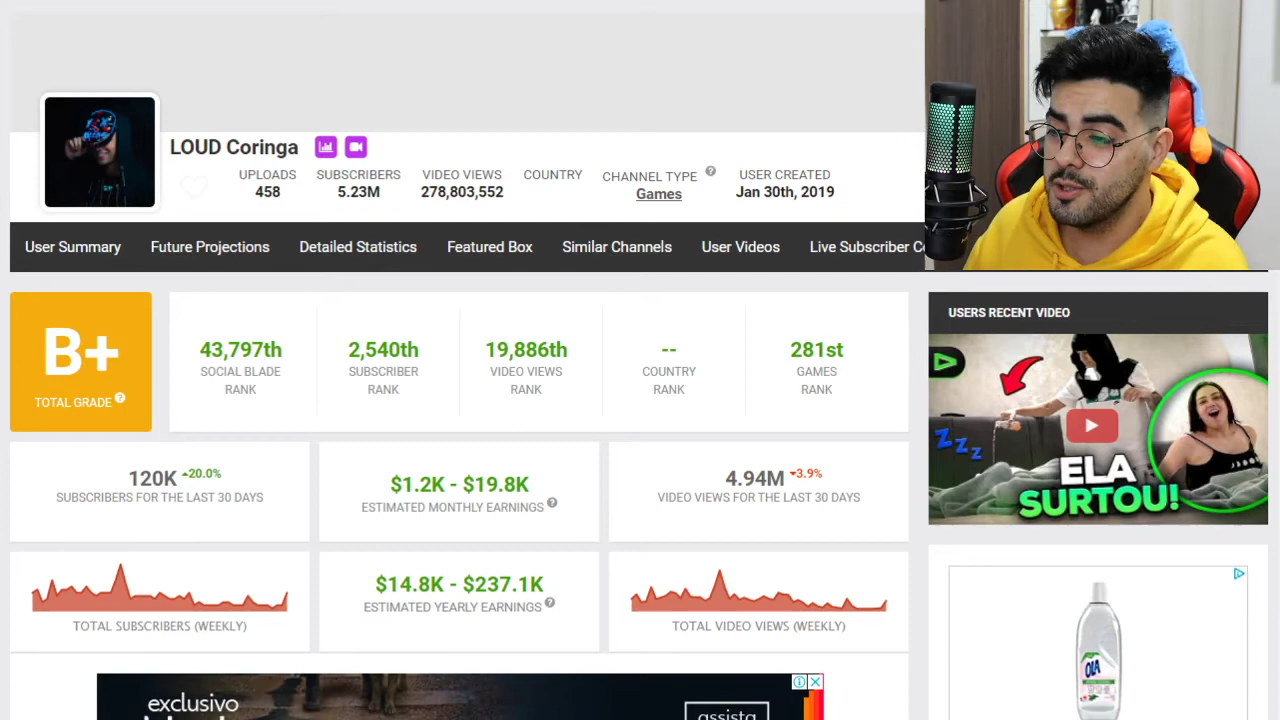 LOUD Coringa
UPLOADS
458
SUBSCRIBERS
5.23M
VIDEO VIEWS
278,803,552
COUNTRY
CHANNEL TYPE ?
Games
USER CREATED
Jan 30th, 2019
User Summary
Future Projections
Detailed Statistics
Featured Box
Similar Channels
User Videos
Live Subscriber
B+
TOTAL GRADE ?
43,797th
SOCIAL BLADE
RANK
2,540th
SUBSCRIBER
RANK
19,886th
VIDEO VIEWS
RANK
--
COUNTRY
RANK
281st
GAMES
RANK
120K 20.0%
SUBSCRIBERS FOR THE LAST 30 DAYS
$1.2K - $19.8K
ESTIMATED MONTHLY EARNINGS ?
4.94M -3.9%
VIDEO VIEWS FOR THE LAST 30 DAYS
TOTAL SUBSCRIBERS (WEEKLY)
$14.8K - $237.1K
ESTIMATED YEARLY EARNINGS ?
TOTAL VIDEO VIEWS (WEEKLY)
USERS RECENT VIDEO
zzz
ELA
SURTOU!
OLA
exclusivo
assista